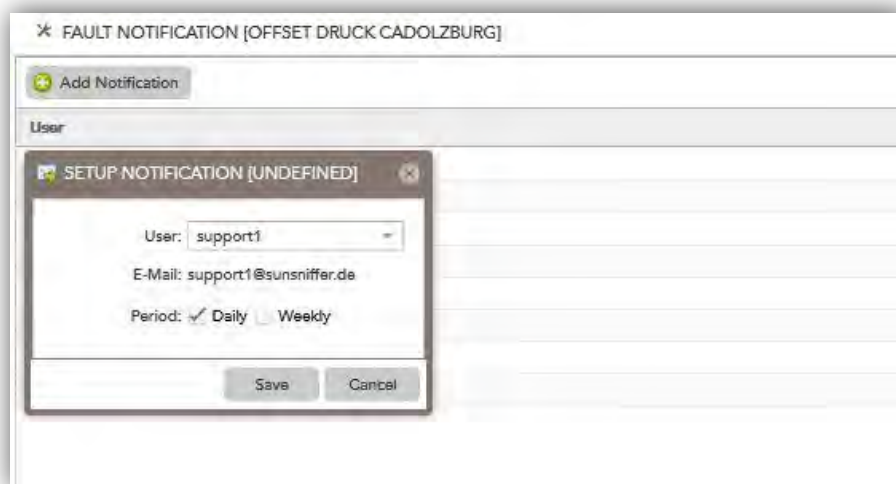 FAULT NOTIFICATION [OFFSET DRUCK CADOLZBURG]
Add Notification
User
SETUP NOTIFICATION [UNDEFINED]
User: support1
E-Mail: support1@sunsniffer.de
Period: Daily Weekly
Save Cancel